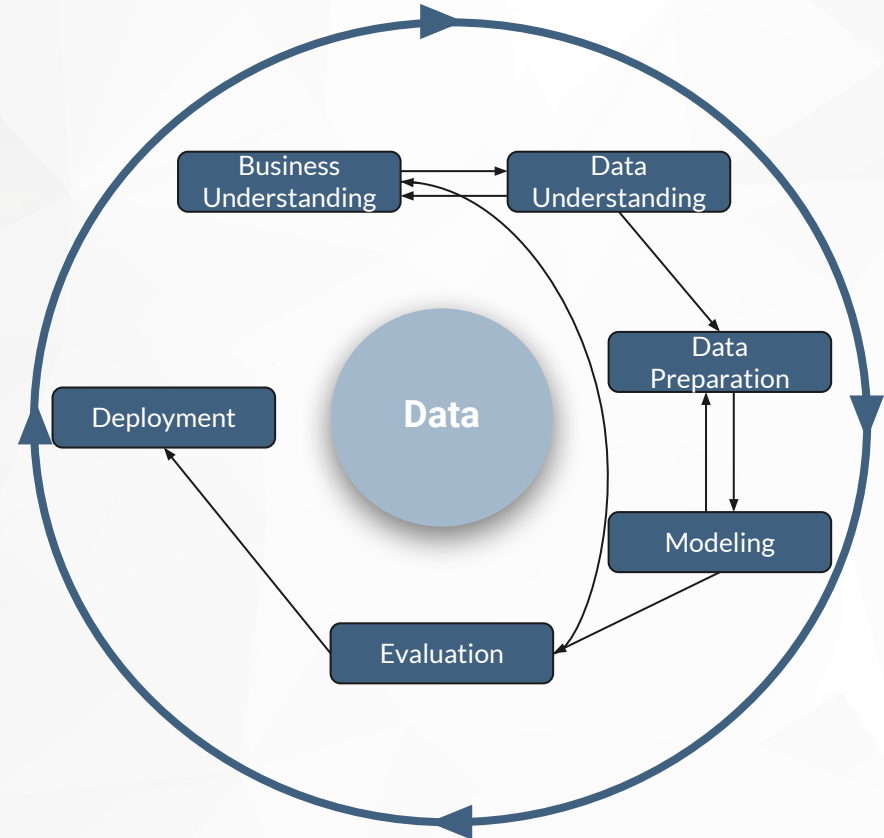 Business
Understanding
Data
Understanding
Data
Preparation
Data
Deployment
Modeling
Evaluation